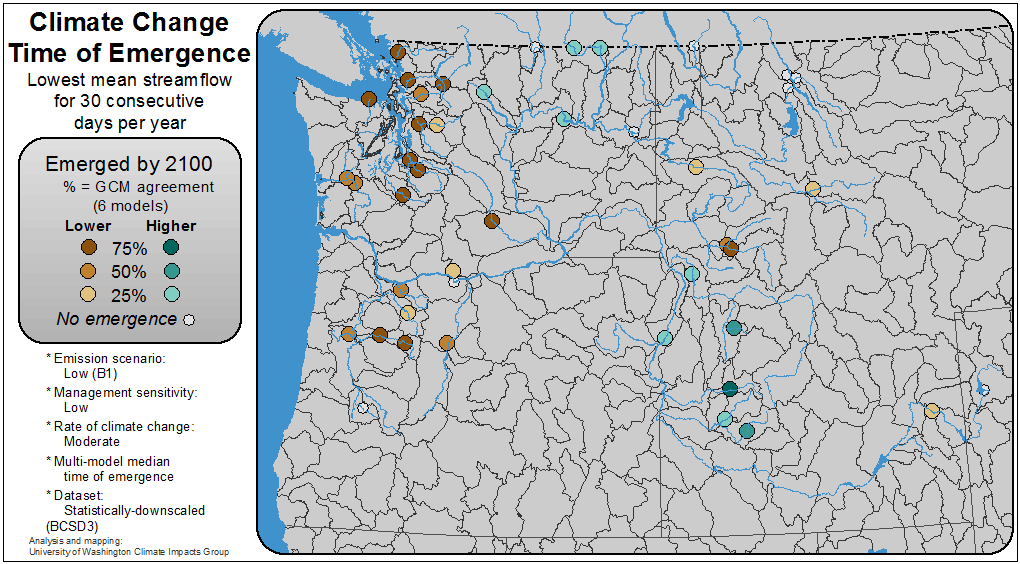 Climate Change
Time of Emergence
Lowest mean streamflow
for 30 consecutive
days per year
Emerged by 2100
% = GCM agreement
(6 models)
Lower Higher
75%
50%
25%
No emergence
* Emission scenario:
Low (B1)
* Management sensitivity:
Low
* Rate of climate change:
Moderate
* Multi-model median
time of emergence
* Dataset:
Statistically-downscaled
(BCSD3)
Analysis and mapping:
University of Washington Climate Impacts Group